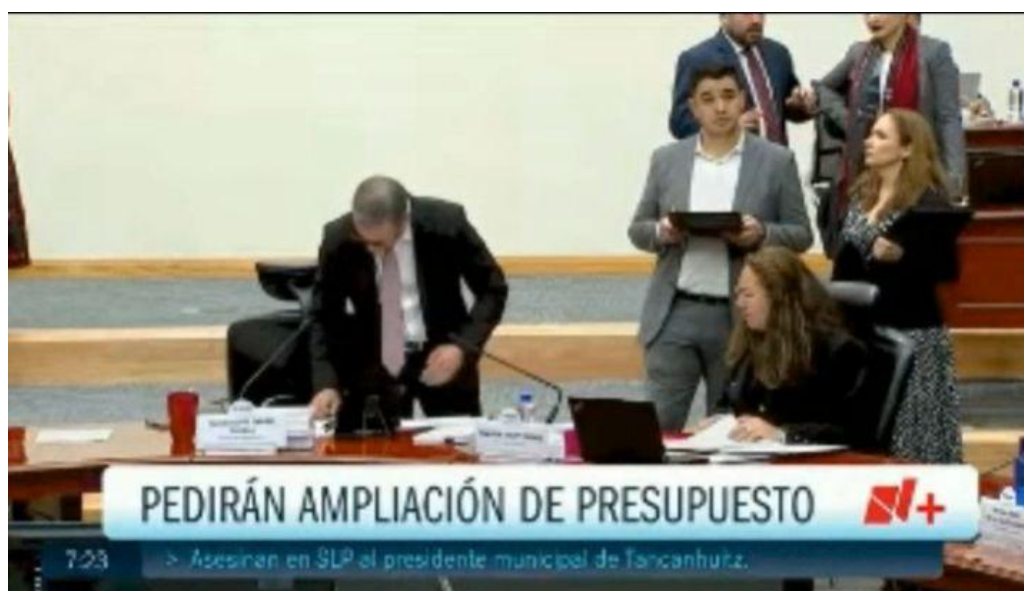 PEDIRÁN AMPLIACIÓN DE PRESUPUESTO N+
7:23 > Asesinan en SLP al presidente municipal de Tancanhuitz.